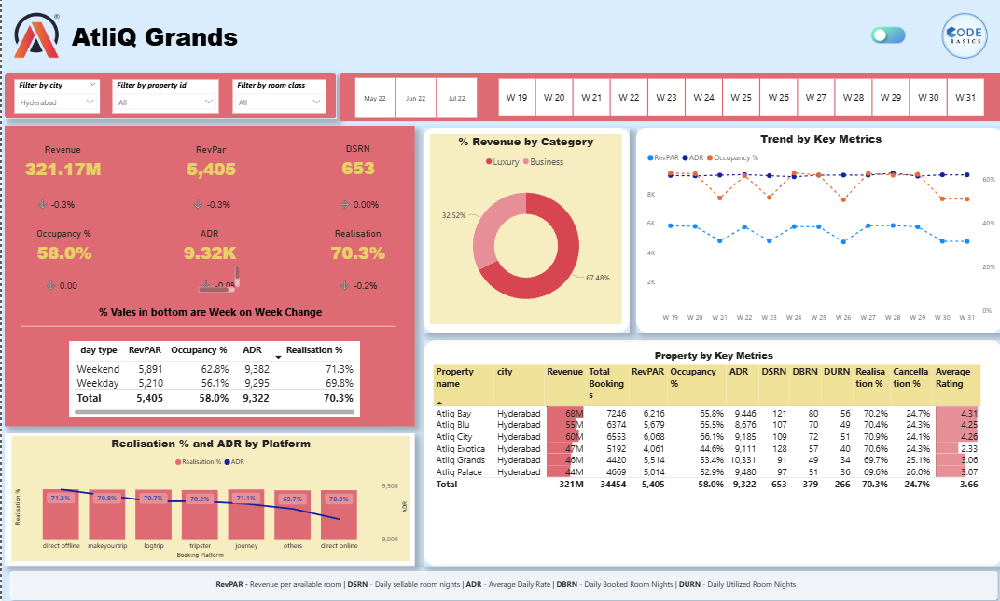 AtliQ Grands
CODE
BASICS
Filter by city
Hyderabad
Filter by property id
All
Filter by room class
All
May 22 Jun 22 Jul 22
W 19 W 20 W 21 W 22 W 23 W 24 W 25 W 26 W 27 W 28 W 29 W 30 W 31
Revenue RevPar DSRN
321.17M 5,405 653
-0.3% -0.3% 0.00%
Occupancy % ADR Realisation
58.0% 9.32K 70.3%
0.00 -0.0% -0.2%
% Vales in bottom are Week on Week Change
day type RevPAR Occupancy % ADR Realisation %
Weekend 5,891 62.8% 9,382 71.3%
Weekday 5,210 56.1% 9,295 69.8%
Total 5,405 58.0% 9,322 70.3%
% Revenue by Category
Luxury Business
32.52%
67.48%
Trend by Key Metrics
RevPAR ADR Occupancy %
60%
8K
6K
40%
4K
20%
2K
0%
W 19 W 20 W 21 W 22 W 23 W 24 W 25 W 26 W 27 W 28 W 29 W 30 W 31
Realisation % and ADR by Platform
Realisation % ADR
Realisation %
71.3% 70.8% 70.7% 70.2% 71.1% 69.7% 70.0%
9,500
9,000
ADR
direct offline makeyourtrip logtrip tripster journey others direct online
Booking Platform
Property by Key Metrics
Property city Revenue Total RevPAR Occupancy ADR DSRN DBRN DURN Realisa Cancella Average
name Booking % tion % tion % Rating
s
Atliq Bay Hyderabad 68M 7246 6,216 65.8% 9,446 121 80 56 70.2% 24.7% 4.31
Atliq Blu Hyderabad 55M 6374 5,679 65.5% 8,676 107 70 49 70.4% 24.3% 4.25
Atliq City Hyderabad 60M 6553 6,068 66.1% 9,185 109 72 51 70.9% 24.1% 4.26
Atliq Exotica Hyderabad 47M 5192 4,061 44.6% 9,111 128 57 40 70.6% 24.3% 2.33
Atliq Grands Hyderabad 46M 4420 5,514 53.4% 10,331 91 49 34 69.7% 25.1% 3.06
Atliq Palace Hyderabad 44M 4669 5,014 52.9% 9,480 97 51 36 69.6% 26.0% 3.07
Total 321M 34454 5,405 58.0% 9,322 653 379 266 70.3% 24.7% 3.66
RevPAR - Revenue per available room | DSRN - Daily sellable room nights | ADR - Average Daily Rate | DBRN - Daily Booked Room Nights | DURN - Daily Utilized Room Nights